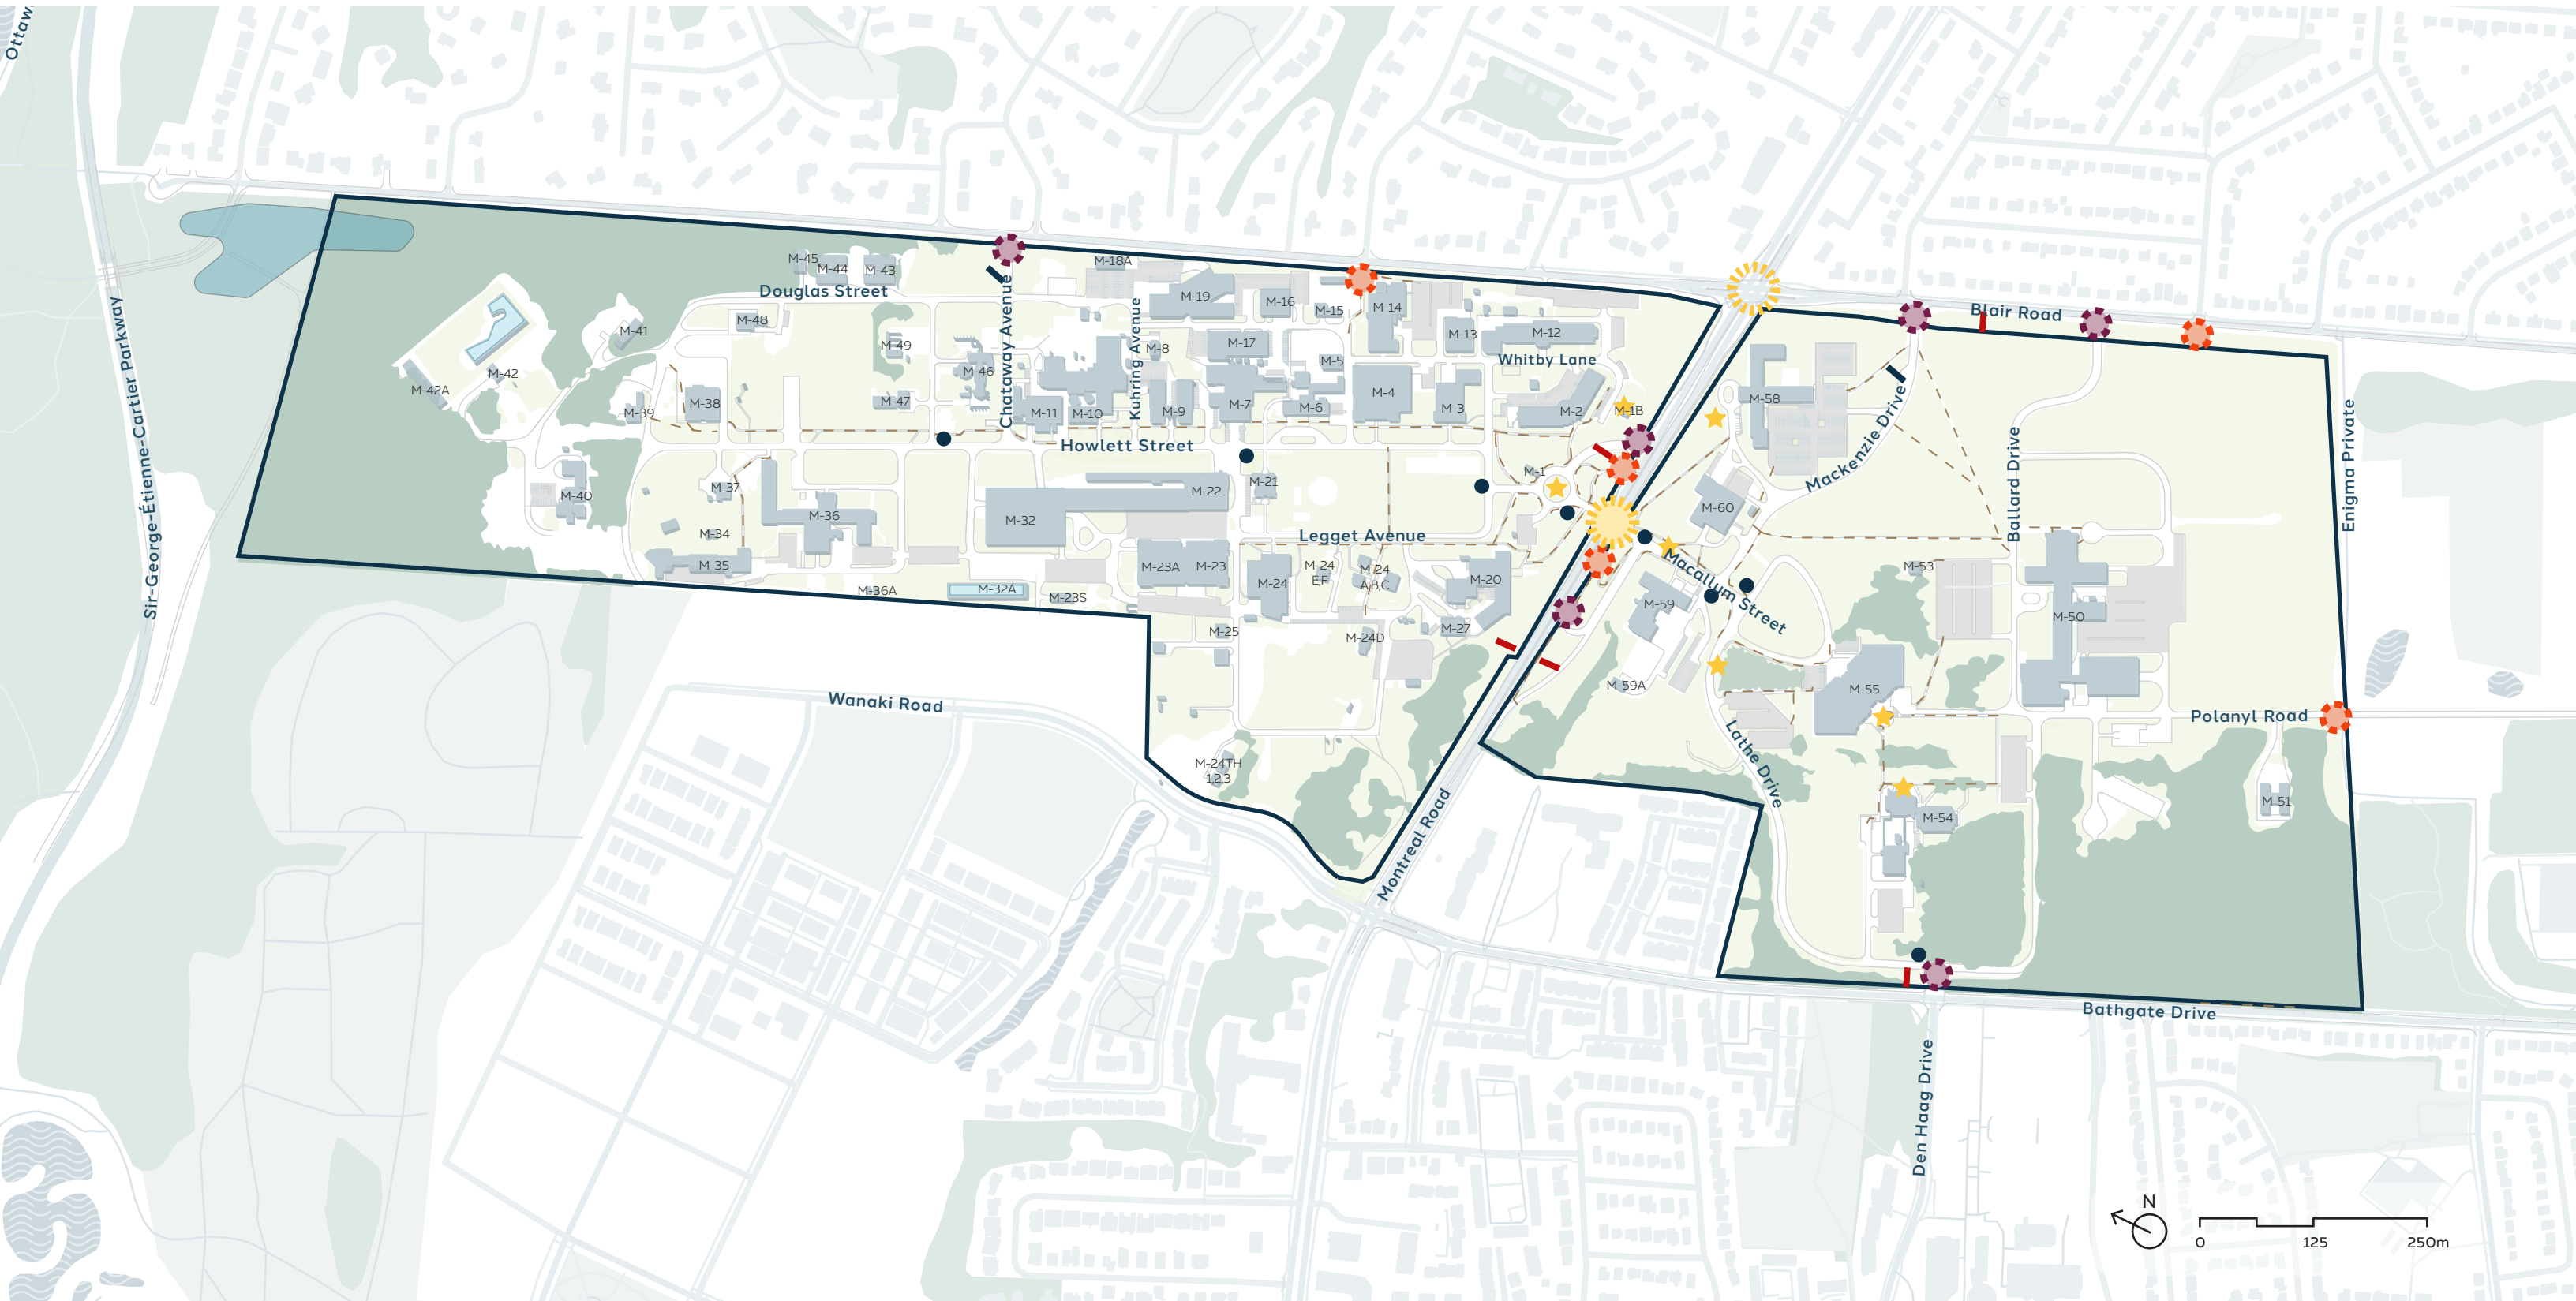 Ottaw
Sir-George-Étienne-Cartier Parkway
M-45
M-44
M-43
Douglas Street
M-18A
M-48
M-41
M-49
M-42
M-42A
M-39
M-38
M-47
M-46
Chataway Avenue
Kuhring Avenue
M-19
M-16
M-15
M-14
M-8
M-17
M-5
M-13
M-12
Whitby Lane
M-11
M-10
M-9
M-7
M-6
M-4
M-3
M-2
M-1B
Howlett Street
M-1
M-40
M-37
M-36
M-34
M-35
M-36A
M-32
M-22
M-21
M-32A
M-23S
M-23A
M-23
Legget Avenue
M-24
M-24
E,F
M-24
A,B,C
M-20
M-25
M-24D
M-27
M-24TH
1,2,3
Wanaki Road
Montreal Road
Blair Road
M-58
Mackenzie Drive
M-60
Ballard Drive
Enigma Private
Macallum Street
M-59
M-59A
M-53
M-50
M-55
Polanyl Road
Lathe Drive
M-54
M-51
Bathgate Drive
Den Haag Drive
N
0
125
250m